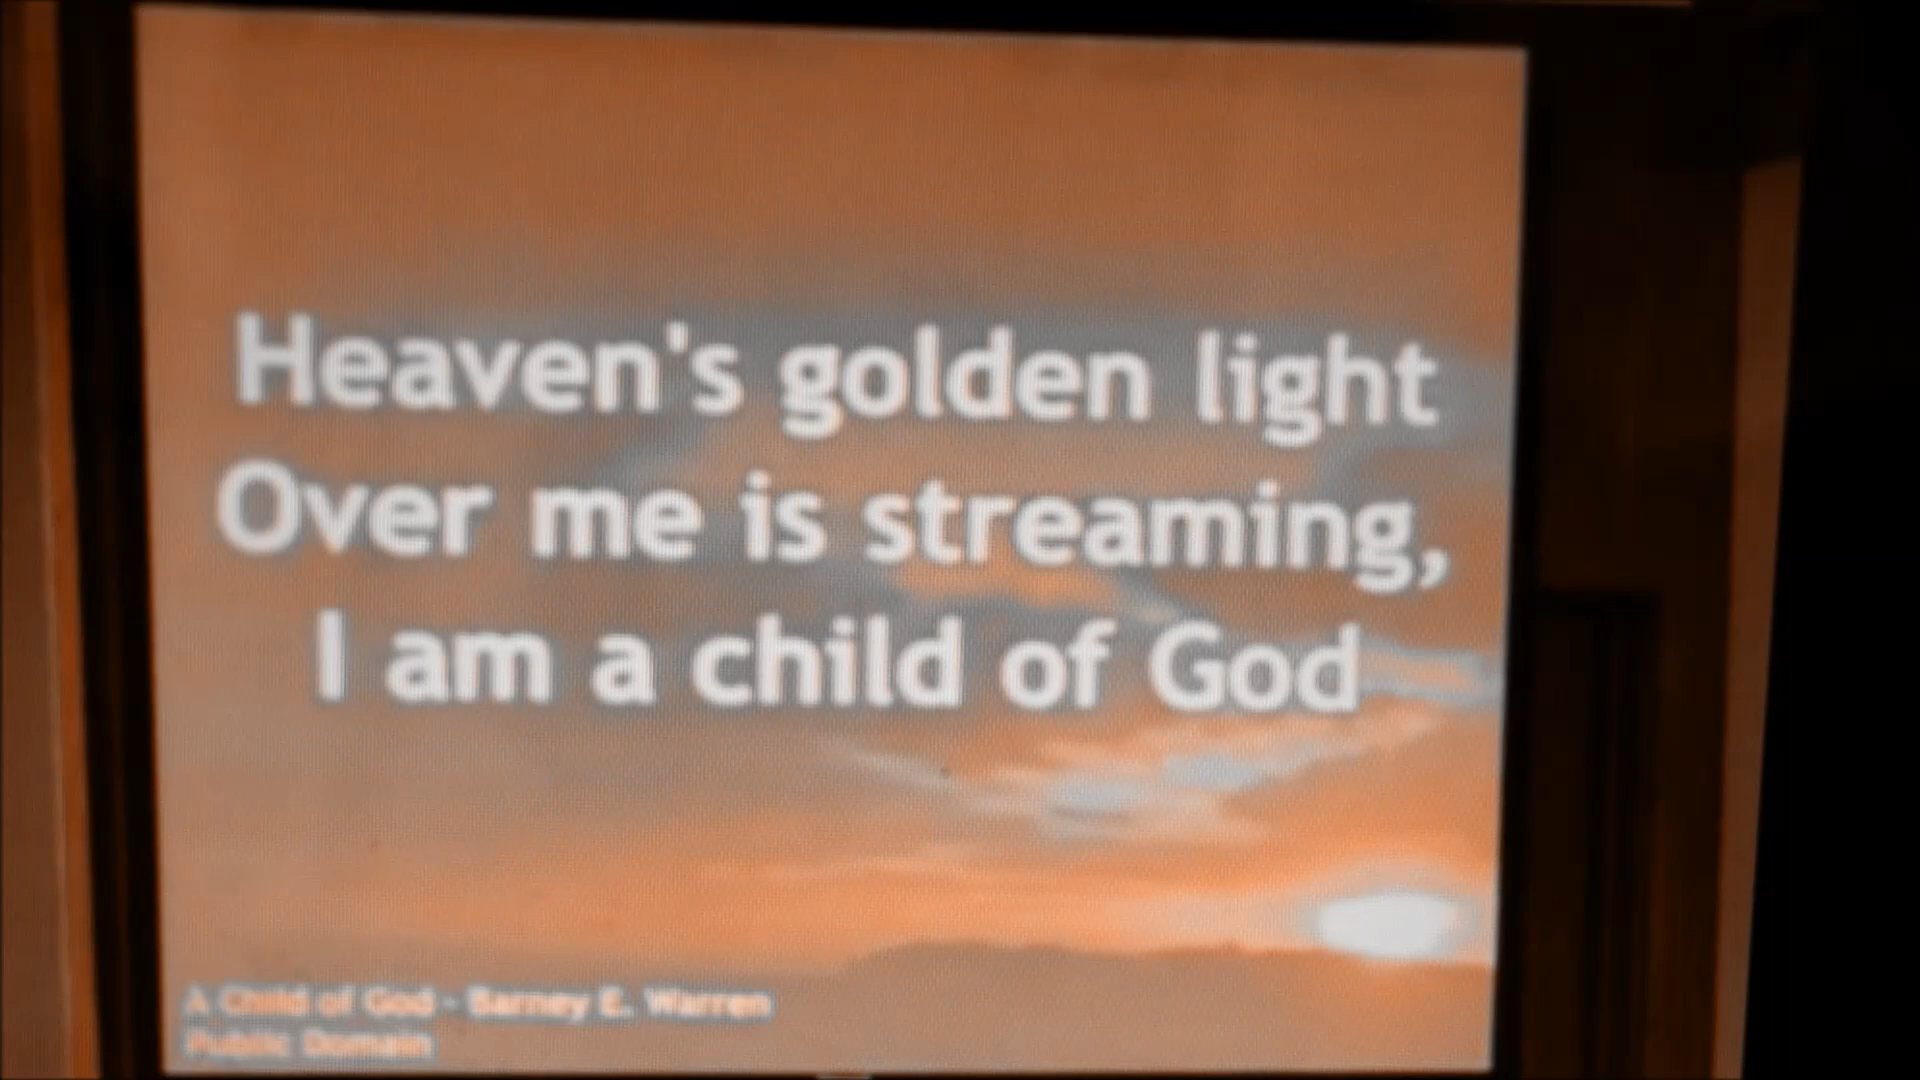 Heaven's golden light
Over me is streaming,
I am a child of God
A Child of God - Barney E. Warren
Public Domain